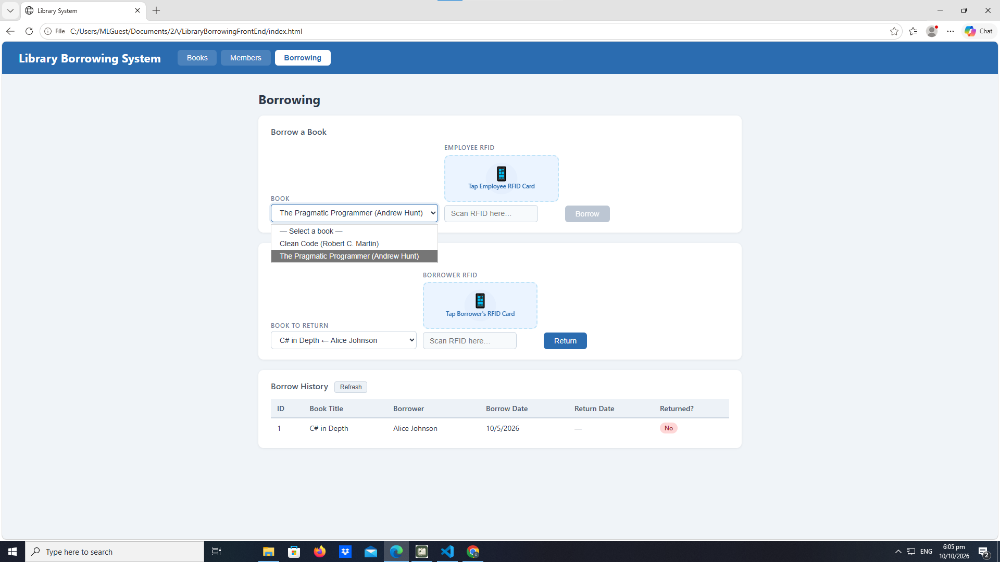 Library System
File C:/Users/MLGuest/Documents/2A/LibraryBorrowingFrontEnd/index.html
Chat
Library Borrowing System Books Members Borrowing
Borrowing
Borrow a Book
EMPLOYEE RFID
Tap Employee RFID Card
BOOK
The Pragmatic Programmer (Andrew Hunt)
Scan RFID here...
Borrow
— Select a book —
Clean Code (Robert C. Martin)
The Pragmatic Programmer (Andrew Hunt)
BORROWER RFID
Tap Borrower's RFID Card
BOOK TO RETURN
C# in Depth ← Alice Johnson
Scan RFID here...
Return
Borrow History Refresh
ID Book Title Borrower Borrow Date Return Date Returned?
1 C# in Depth Alice Johnson 10/5/2026 — No
Type here to search
ENG
6:05 pm
10/10/2026
2